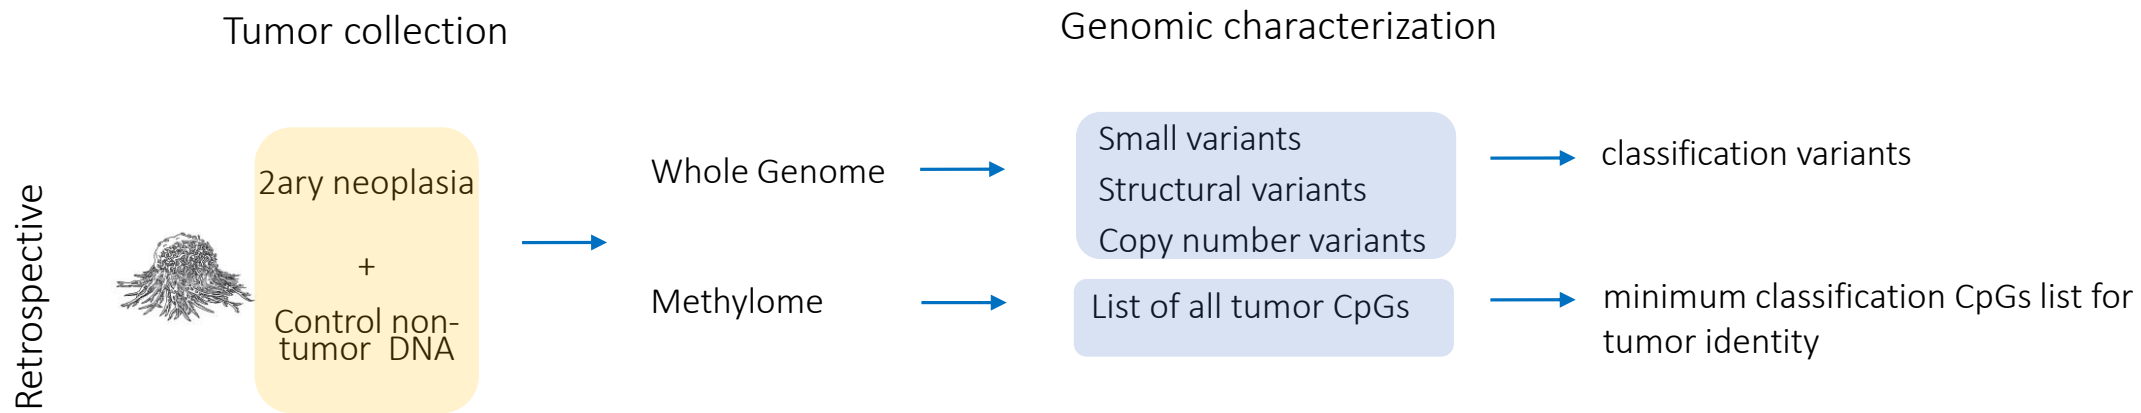 Tumor collection
Genomic characterization
Retrospective
2ary neoplasia
+
Control non-
tumor DNA
Whole Genome
Methylome
Small variants
Structural variants
Copy number variants
List of all tumor CpGs
classification variants
minimum classification CpGs list for
tumor identity